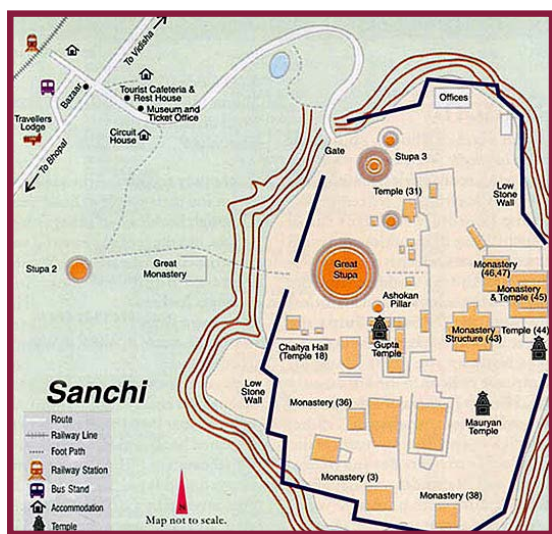 To Vidisha
Bazaar
Tourist Cafeteria &
Rest House
Museum and
Ticket Office
Travellers
Lodge
Circuit
House
To Bhopal
Offices
Gate
Stupa 3
Temple (31)
Low
Stone
Wall
Stupa 2
Great
Monastery
Great
Stupa
Monastery
(46,47)
Monastery
& Temple (45)
Ashokan
Pillar
Gupta
Temple
Monastery
Structure (43)
Temple (44)
Chaitya Hall
(Temple 18)
Sanchi
Low
Stone
Wall
Monastery (36)
Mauryan
Temple
Monastery (3)
Monastery (38)
Route
Railway Line
Foot Path
Railway Station
Bus Stand
Accommodation
Temple
N
Map not to scale.